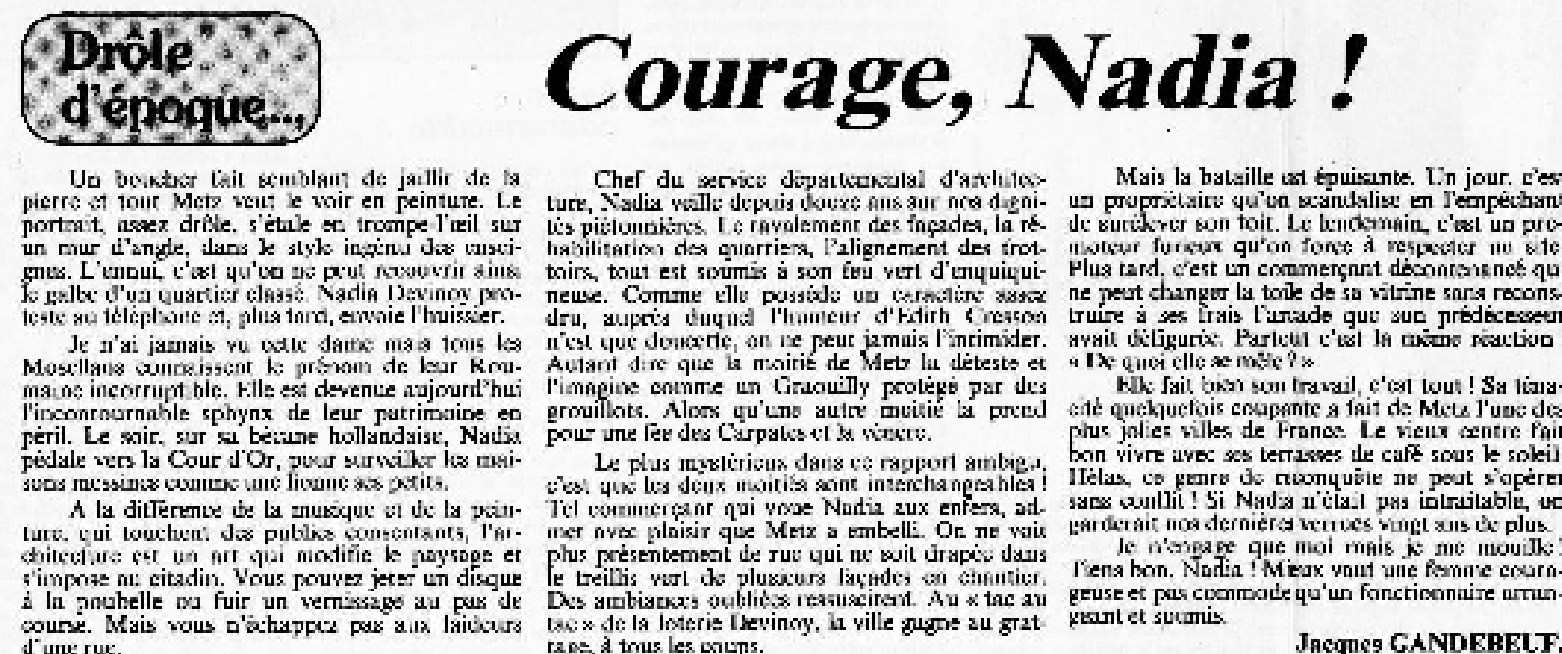 Drôle
d'époque...
Courage, Nadia !
Un boucher fait semblant de jaillir de la
pierre et tout Metz veut le voir en peinture. Le
portrait, assez drôle, s'étale en trompe-l'œil sur
un mur d'angle, dans le style ingénu des ensei-
gnes. L'ennui, c'est qu'on ne peut recouvrir ainsi
le galbe d'un quartier classé. Nadia Devinoy pro-
teste au téléphone et, plus tard, envoie l'huissier.
Je n'ai jamais vu cette dame mais tous les
Mosellans connaissent le prénom de leur Rou-
maine incorruptible. Elle est devenue aujourd'hui
l'incontournable sphynx de leur patrimoine en
péril. Le soir, sur sa bécane hollandaise, Nadia
pédale vers la Cour d'Or, pour surveiller les mai-
sons messines comme une lionne ses petits.
A la différence de la musique et de la pein-
ture, qui touchent des publics consentants, l'ar-
chitecture est un art qui modifie le paysage et
s'impose au citadin. Vous pouvez jeter un disque
à la poubelle ou fuir un vernissage au pas de
course. Mais vous n'échappez pas aux laideurs
d'une rue.
Chef du service départemental d'architec-
ture, Nadia veille depuis douze ans sur nos digni-
tés piétonnières. Le ravalement des façades, la ré-
habilitation des quartiers, l'alignement des trot-
toirs, tout est soumis à son feu vert d'enquiqui-
neuse. Comme elle possède un caractère assez
dru, auprès duquel l'humeur d'Edith Cresson
n'est que doucette, on ne peut jamais l'intimider.
Autant dire que la moitié de Metz la déteste et
l'imagine comme un Graouilly protégé par des
grouillots. Alors qu'une autre moitié la prend
pour une fée des Carpates et la vénère.
Le plus mystérieux dans ce rapport ambigu,
c'est que les deux moitiés sont interchangeables !
Tel commerçant qui voue Nadia aux enfers, ad-
met avec plaisir que Metz a embelli. On ne voit
plus présentement de rue qui ne soit drapée dans
le treillis vert de plusieurs façades en chantier.
Des ambiances oubliées ressuscitent. Au « tac au
tac » de la loterie Devinoy, la ville gagne au grat-
tage, à tous les coups.
Mais la bataille est épuisante. Un jour, c'est
un propriétaire qu'on scandalise en l'empêchant
de surélever son toit. Le lendemain, c'est un pro-
moteur furieux qu'on force à respecter un site.
Plus tard, c'est un commerçant décontenancé qui
ne peut changer la toile de sa vitrine sans recons-
truire à ses frais l'arcade que son prédécesseur
avait défigurée. Partout c'est la même réaction :
« De quoi elle se mêle ? »
Elle fait bien son travail, c'est tout ! Sa téna-
cité quelquefois coupante a fait de Metz l'une des
plus jolies villes de France. Le vieux centre fait
bon vivre avec ses terrasses de café sous le soleil.
Hélas, ce genre de reconquête ne peut s'opérer
sans conflit ! Si Nadia n'était pas intraitable, on
garderait nos dernières verrues vingt ans de plus.
Je n'engage que moi mais je me mouille !
Tiens bon, Nadia ! Mieux vaut une femme coura-
geuse et pas commode qu'un fonctionnaire arran-
geant et soumis.
Jacques GANDEBEUF.